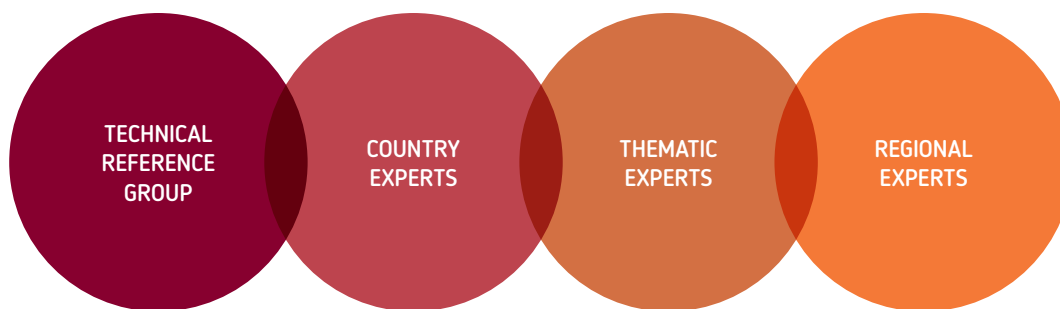 TECHNICAL
REFERENCE
GROUP
COUNTRY
EXPERTS
THEMATIC
EXPERTS
REGIONAL
EXPERTS